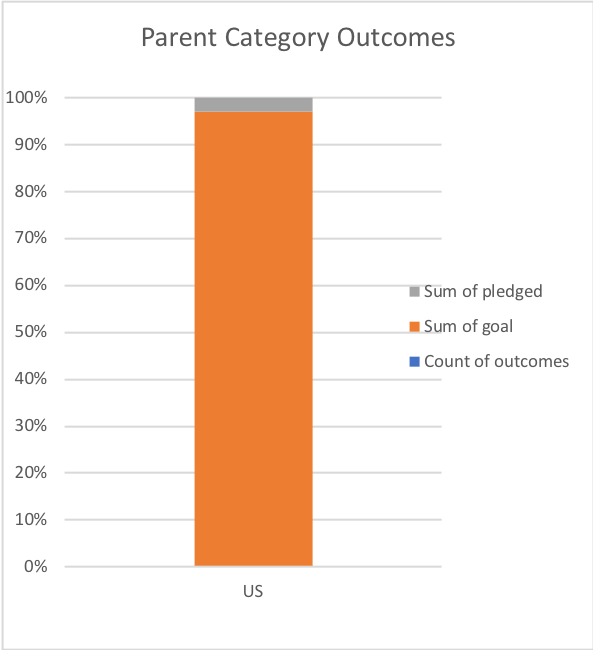 Parent Category Outcomes
100%
90%
80%
70%
60%
50%
40%
30%
20%
10%
0%
US
Sum of pledged
Sum of goal
Count of outcomes